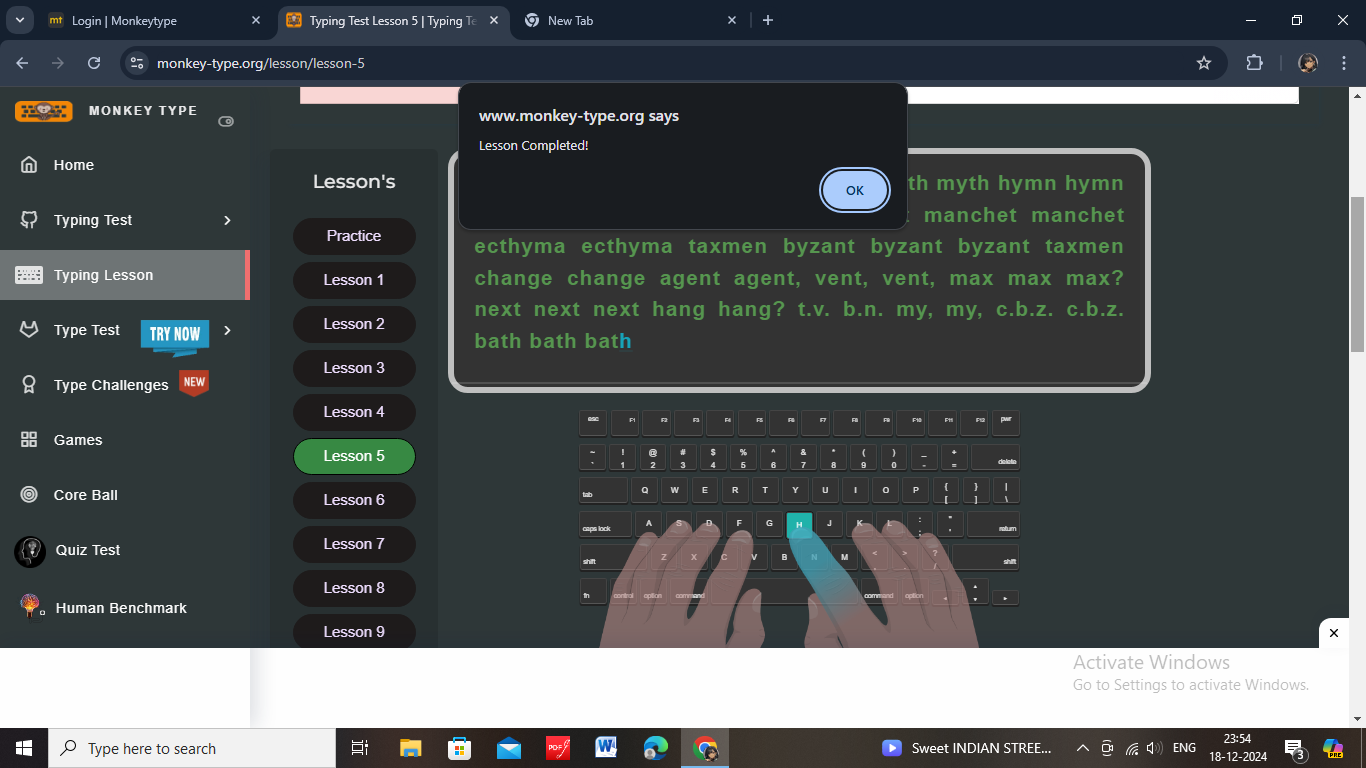 Login | Monkeytype
Typing Test Lesson 5 | Typing Te
New Tab
monkey-type.org/lesson/lesson-5
MONKEY TYPE
Home
Typing Test
Typing Lesson
Type Test
TRY NOW
Type Challenges
NEW
Games
Core Ball
Quiz Test
Human Benchmark
Lesson's
Practice
Lesson 1
Lesson 2
Lesson 3
Lesson 4
Lesson 5
Lesson 6
Lesson 7
Lesson 8
Lesson 9
www.monkey-type.org says
Lesson Completed!
OK
th myth hymn hymn
manchet manchet
ecthyma ecthyma taxmen byzant byzant byzant taxmen
change change agent agent, vent, vent, max max max?
next next next hang hang? t.v. b.n. my, my, c.b.z. c.b.z.
bath bath bath
esc F1 F2 F3 F4 F5 F6 F7 F8 F9 F10 F11 F12 pwr
~ ! @ # $ % ^ & * ( ) _ +
` 1 2 3 4 5 6 7 8 9 0 - = delete
tab Q W E R T Y U I O P { } |
[ ] \
caps lock A S D F G H J K L : " return
;
shift Z X C V B N M < > ? shift
, . /
fn control option command command option
Activate Windows
Go to Settings to activate Windows.
Type here to search
PDF
W
Sweet INDIAN STREE...
ENG
23:54
18-12-2024
3
PRE